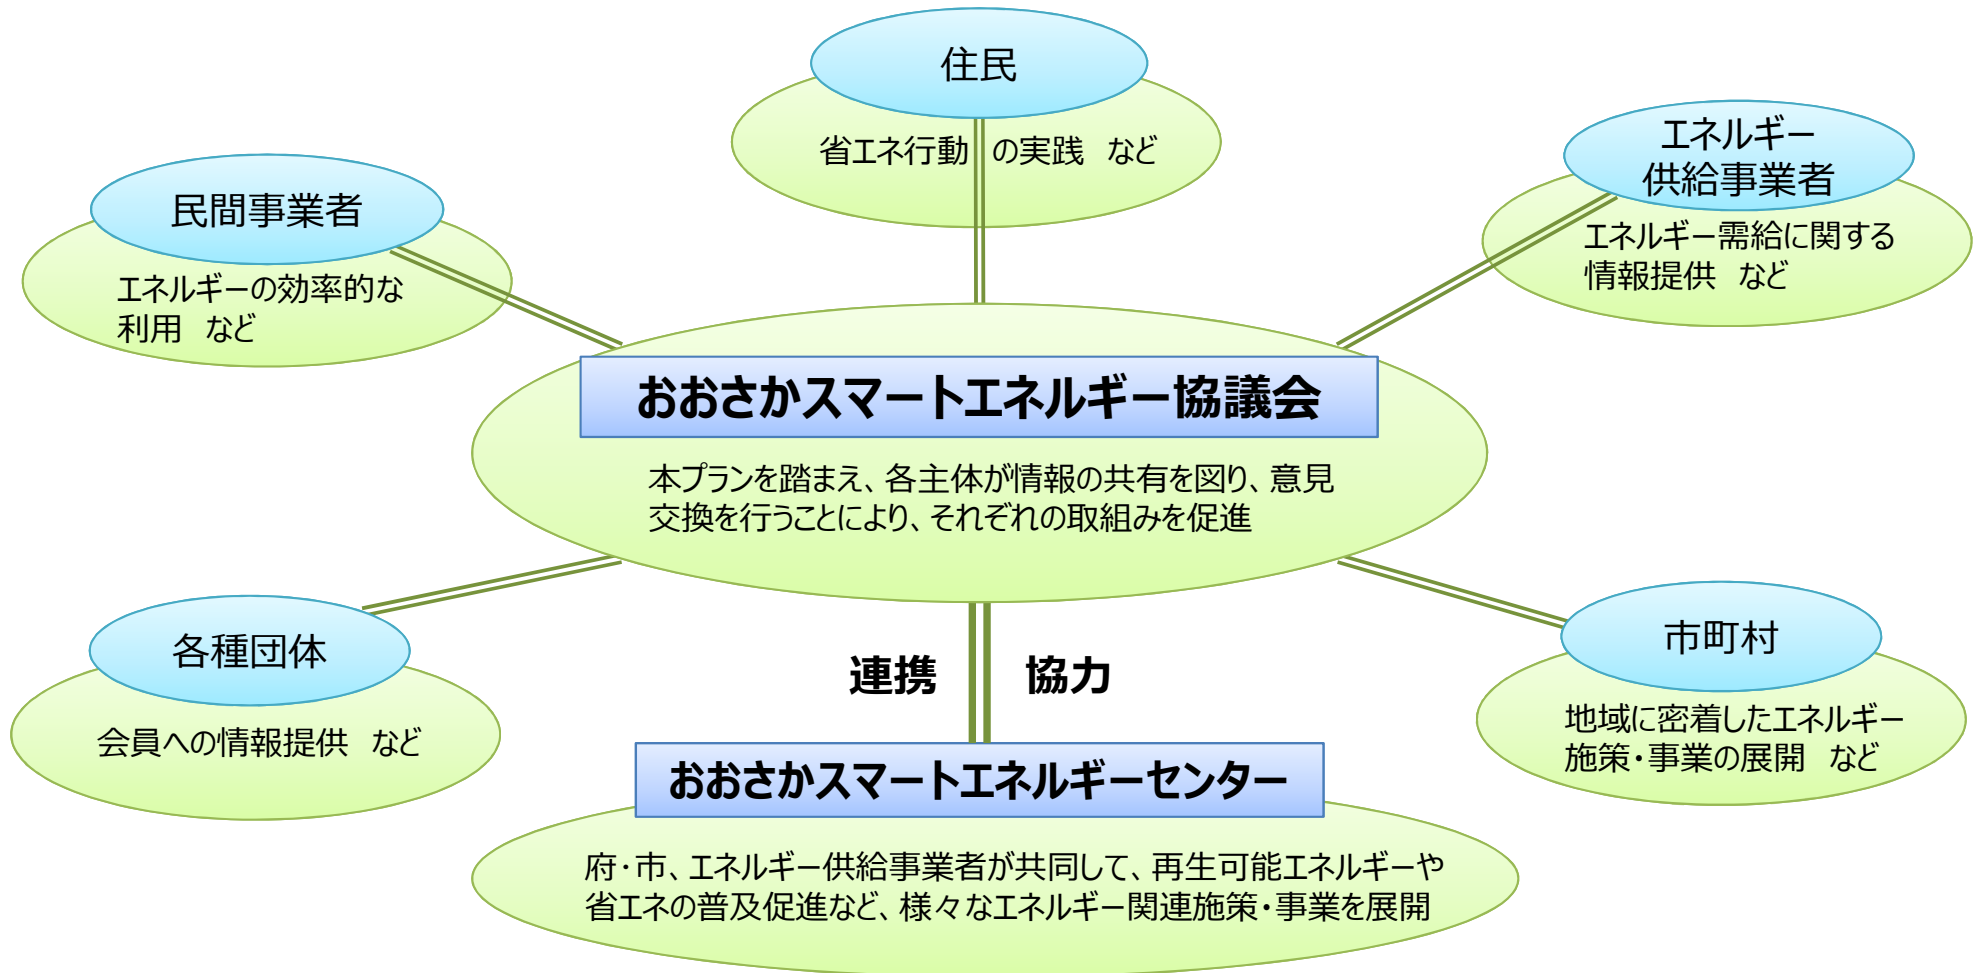 住民
省エネ行動 の実践 など
エネルギー
供給事業者
エネルギー需給に関する
情報提供 など
民間事業者
エネルギーの効率的な
利用 など
おおさかスマートエネルギー協議会
本プランを踏まえ、各主体が情報の共有を図り、意見
交換を行うことにより、それぞれの取組みを促進
各種団体
会員への情報提供 など
連携 協力
市町村
地域に密着したエネルギー
施策・事業の展開 など
おおさかスマートエネルギーセンター
府・市、エネルギー供給事業者が共同して、再生可能エネルギーや
省エネの普及促進など、様々なエネルギー関連施策・事業を展開